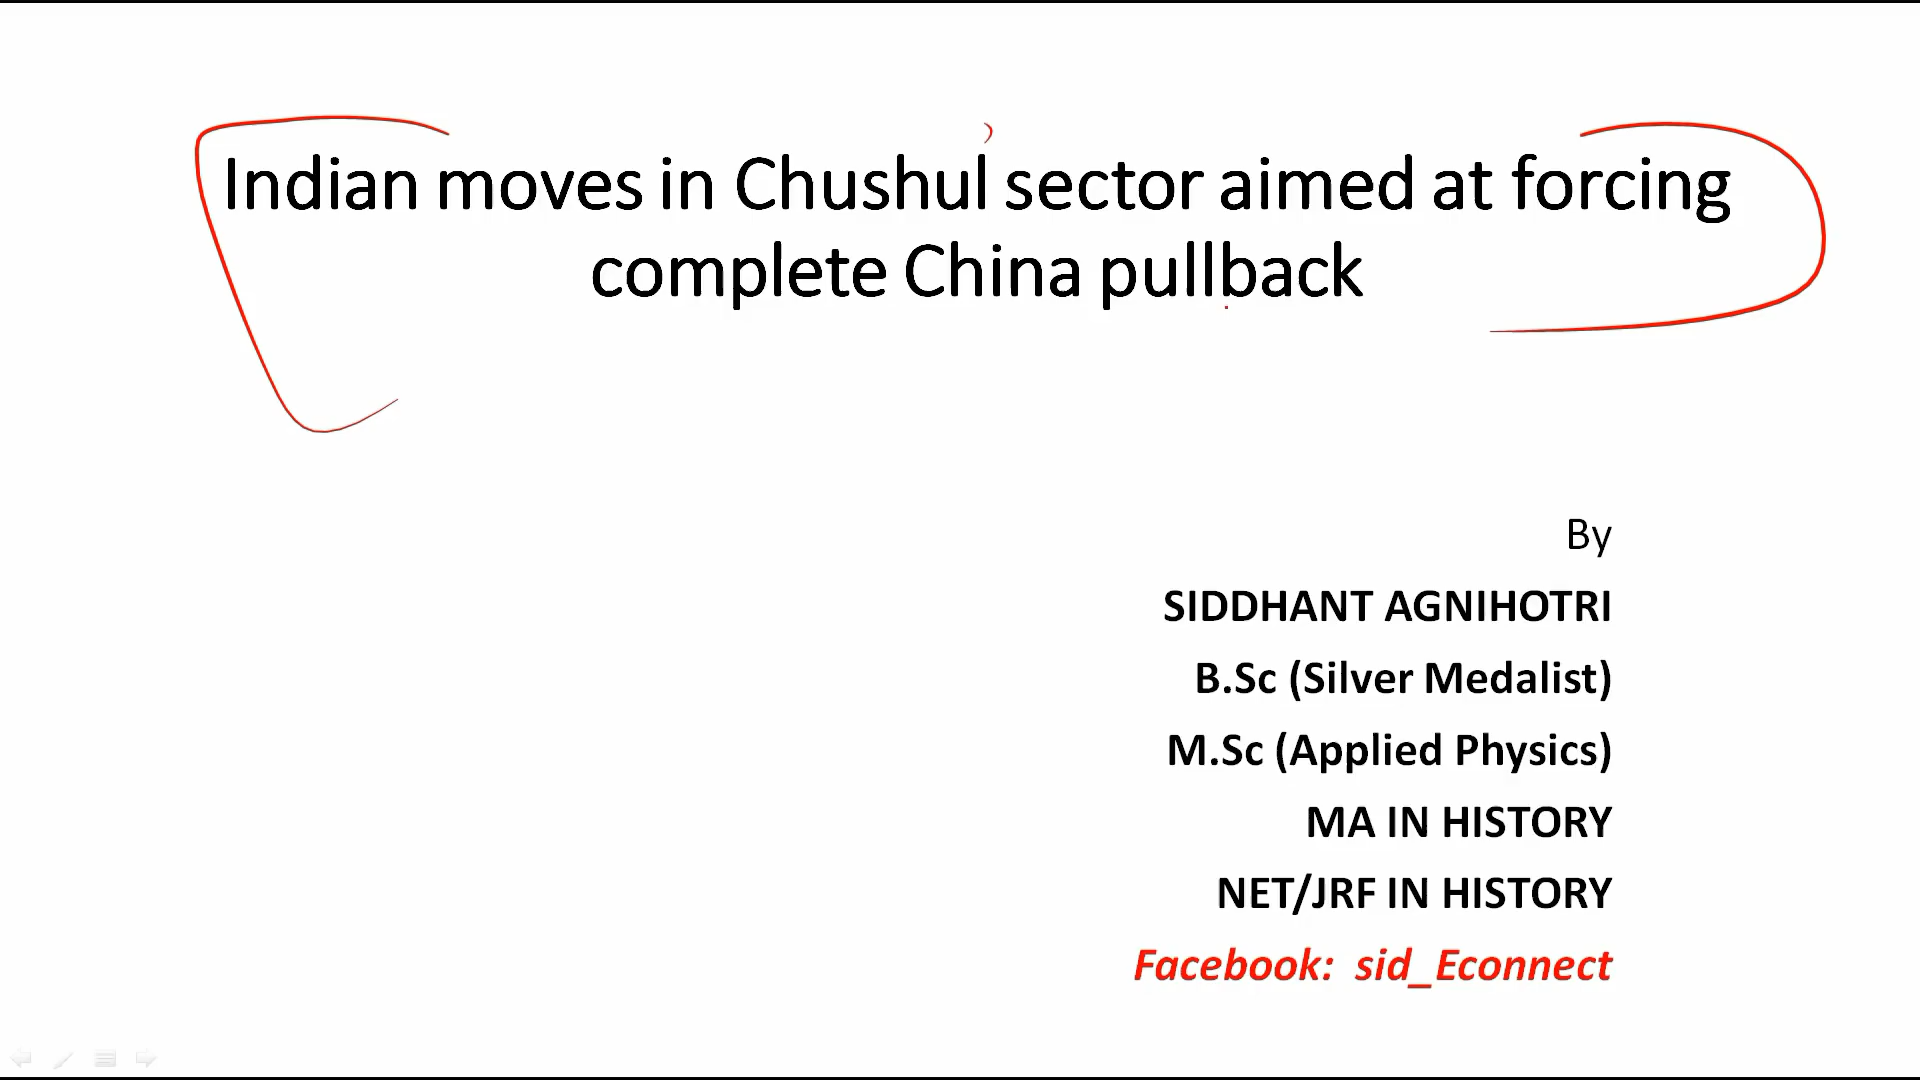 Indian moves in Chushul sector aimed at forcing
complete China pullback
By
SIDDHANT AGNIHOTRI
B.Sc (Silver Medalist)
M.Sc (Applied Physics)
MA IN HISTORY
NET/JRF IN HISTORY
Facebook: sid_Econnect